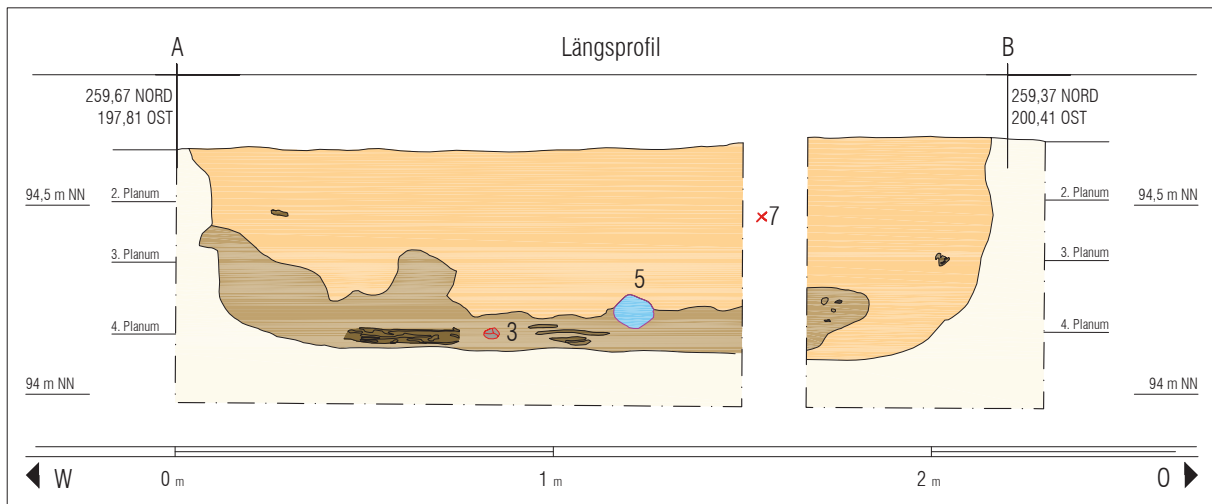 A
Längsprofil
B
259,67 NORD
197,81 OST
259,37 NORD
200,41 OST
94,5 m NN
2. Planum
2. Planum
94,5 m NN
×7
3. Planum
3. Planum
5
3
4. Planum
4. Planum
94 m NN
94 m NN
W
0 m
1 m
2 m
O